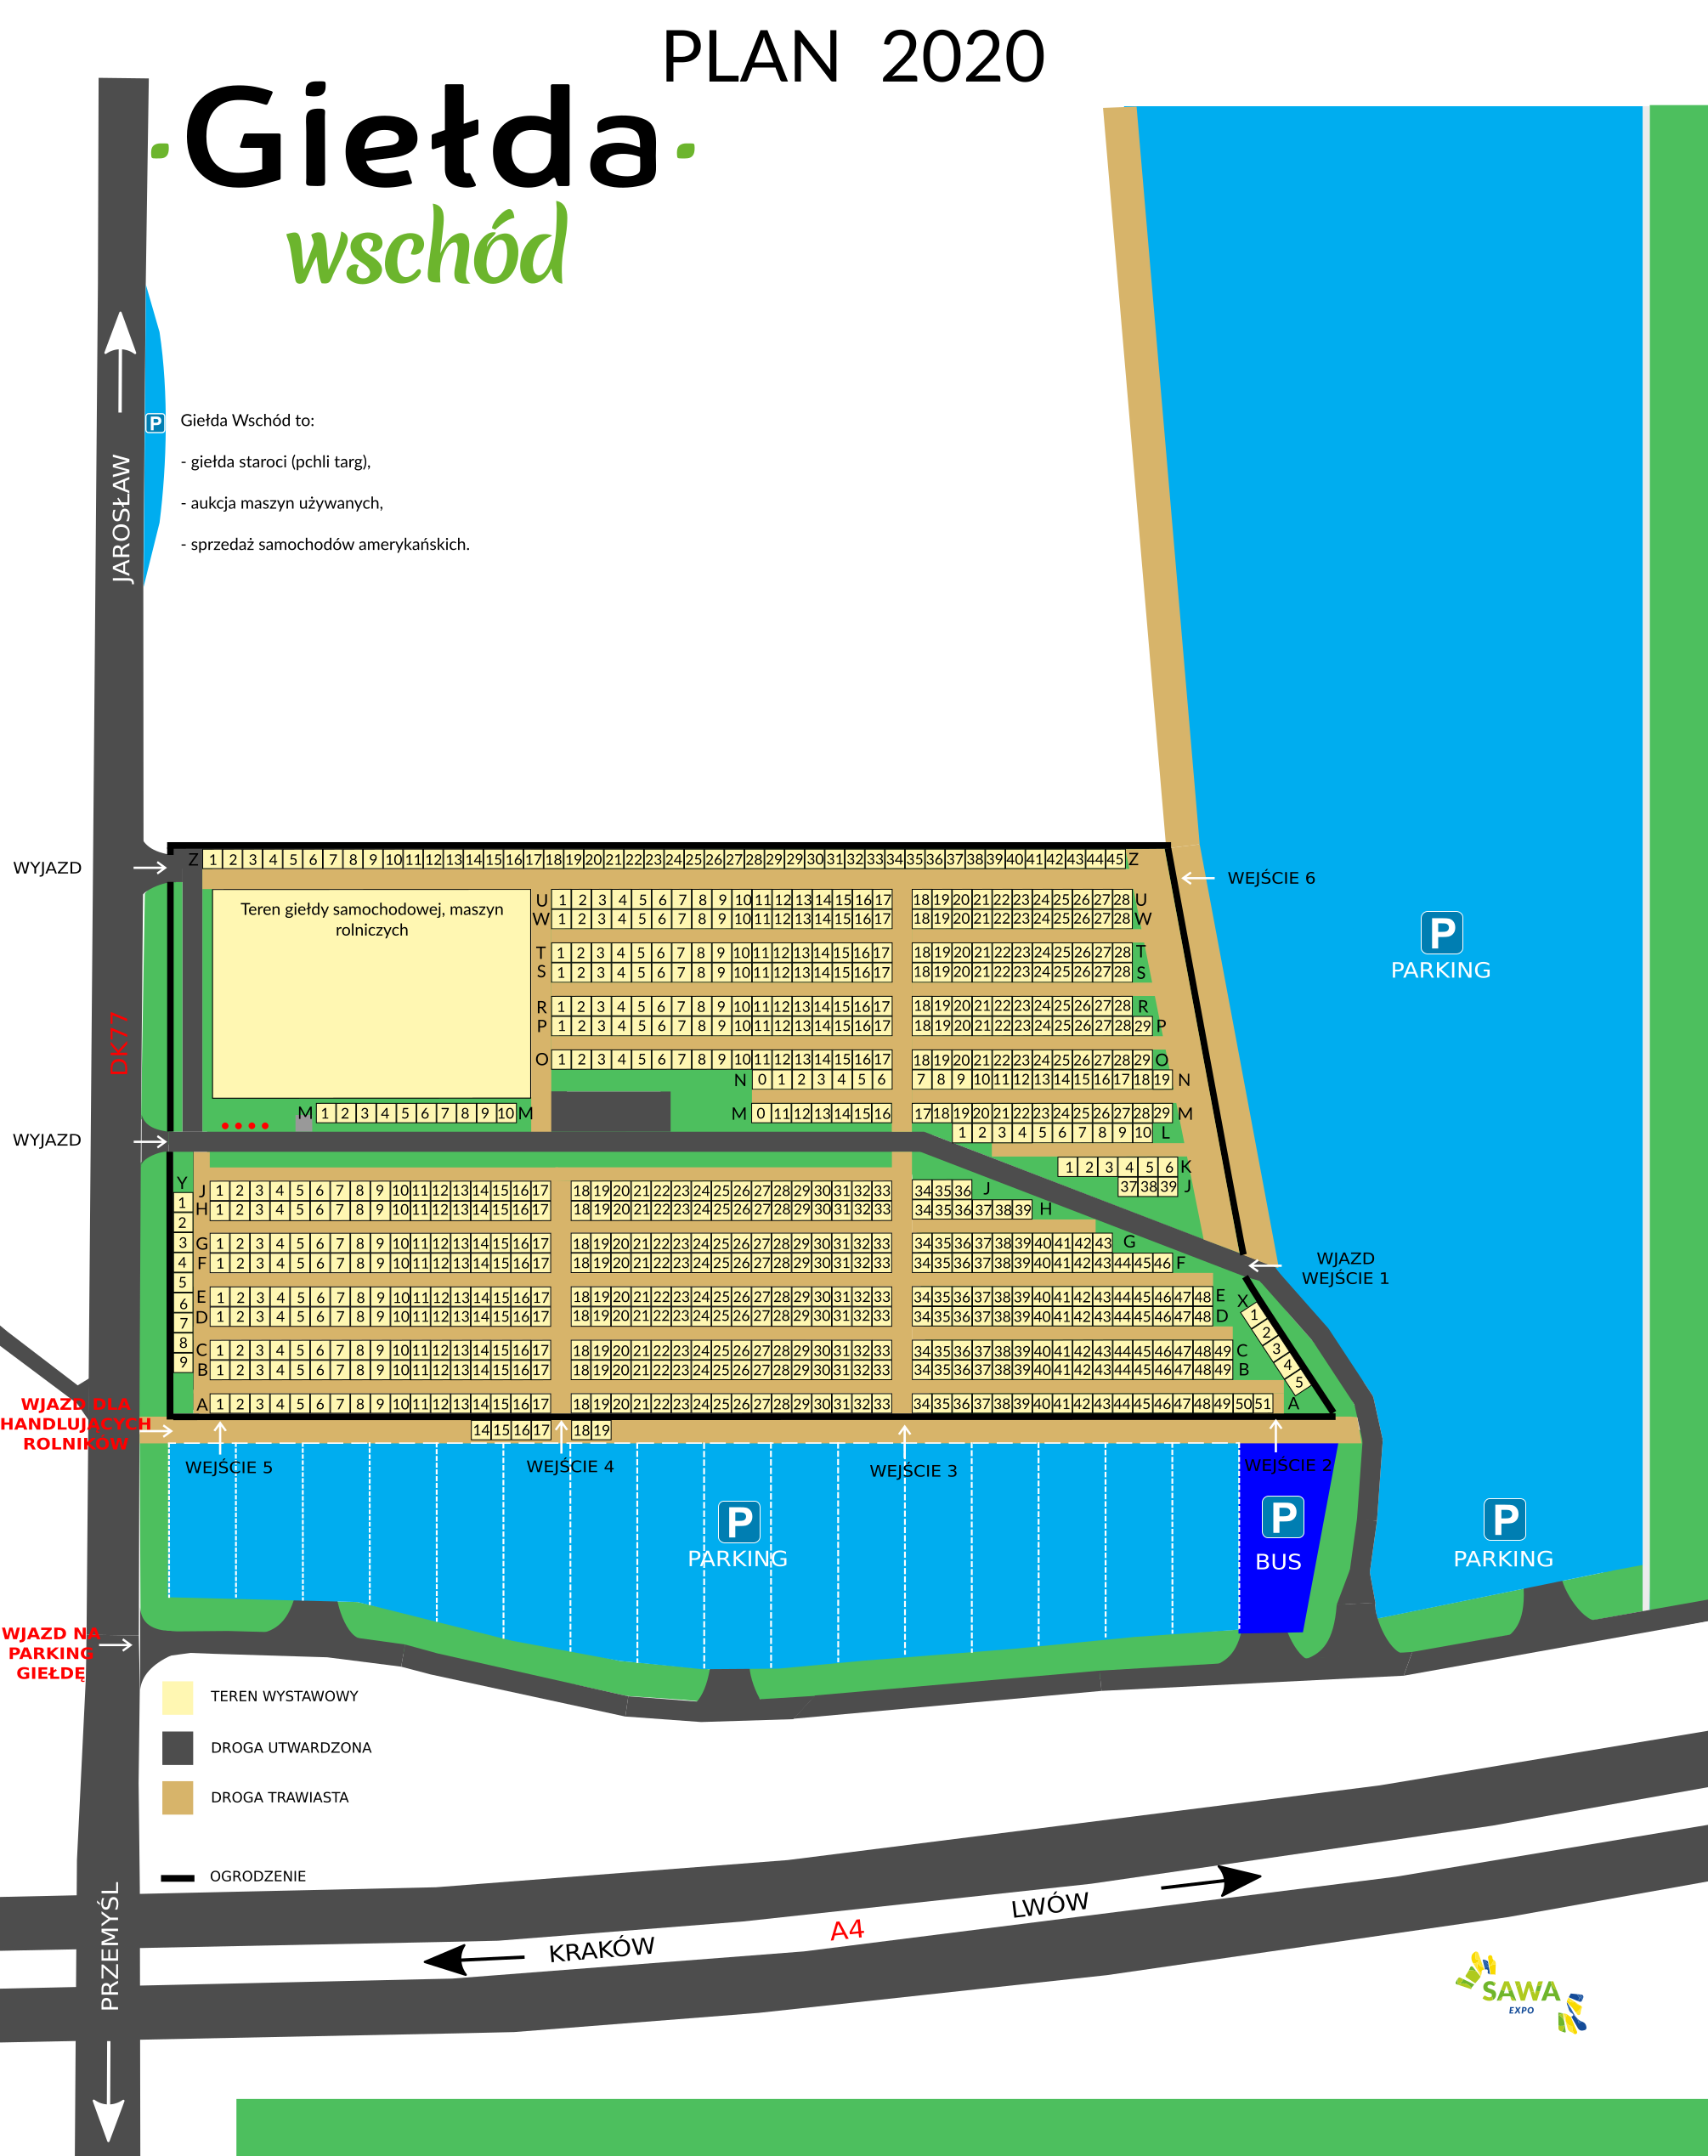 PLAN 2020
Giełda
wschód
JAROSŁAW
P
Giełda Wschód to:
- giełda staroci (pchli targ),
- aukcja maszyn używanych,
- sprzedaż samochodów amerykańskich.
WYJAZD
Z 1 2 3 4 5 6 7 8 9 10 11 12 13 14 15 16 17 18 19 20 21 22 23 24 25 26 27 28 29 29 30 31 32 33 34 35 36 37 38 39 40 41 42 43 44 45 Z
WEJŚCIE 6
Teren giełdy samochodowej, maszyn
rolniczych
U 1 2 3 4 5 6 7 8 9 10 11 12 13 14 15 16 17 18 19 20 21 22 23 24 25 26 27 28 U
W 1 2 3 4 5 6 7 8 9 10 11 12 13 14 15 16 17 18 19 20 21 22 23 24 25 26 27 28 W
T 1 2 3 4 5 6 7 8 9 10 11 12 13 14 15 16 17 18 19 20 21 22 23 24 25 26 27 28 T
S 1 2 3 4 5 6 7 8 9 10 11 12 13 14 15 16 17 18 19 20 21 22 23 24 25 26 27 28 S
R 1 2 3 4 5 6 7 8 9 10 11 12 13 14 15 16 17 18 19 20 21 22 23 24 25 26 27 28 R
P 1 2 3 4 5 6 7 8 9 10 11 12 13 14 15 16 17 18 19 20 21 22 23 24 25 26 27 28 29 P
O 1 2 3 4 5 6 7 8 9 10 11 12 13 14 15 16 17 18 19 20 21 22 23 24 25 26 27 28 29 O
N 0 1 2 3 4 5 6 7 8 9 10 11 12 13 14 15 16 17 18 19 N
M 1 2 3 4 5 6 7 8 9 10 M
M 0 11 12 13 14 15 16 17 18 19 20 21 22 23 24 25 26 27 28 29 M
1 2 3 4 5 6 7 8 9 10 L
P
PARKING
DK77
WYJAZD
1 2 3 4 5 6 K
37 38 39 J
Y
1
2
3
4
5
6
7
8
9
J 1 2 3 4 5 6 7 8 9 10 11 12 13 14 15 16 17 18 19 20 21 22 23 24 25 26 27 28 29 30 31 32 33 34 35 36 J
H 1 2 3 4 5 6 7 8 9 10 11 12 13 14 15 16 17 18 19 20 21 22 23 24 25 26 27 28 29 30 31 32 33 34 35 36 37 38 39 H
G 1 2 3 4 5 6 7 8 9 10 11 12 13 14 15 16 17 18 19 20 21 22 23 24 25 26 27 28 29 30 31 32 33 34 35 36 37 38 39 40 41 42 43 G
F 1 2 3 4 5 6 7 8 9 10 11 12 13 14 15 16 17 18 19 20 21 22 23 24 25 26 27 28 29 30 31 32 33 34 35 36 37 38 39 40 41 42 43 44 45 46 F
E 1 2 3 4 5 6 7 8 9 10 11 12 13 14 15 16 17 18 19 20 21 22 23 24 25 26 27 28 29 30 31 32 33 34 35 36 37 38 39 40 41 42 43 44 45 46 47 48 E
D 1 2 3 4 5 6 7 8 9 10 11 12 13 14 15 16 17 18 19 20 21 22 23 24 25 26 27 28 29 30 31 32 33 34 35 36 37 38 39 40 41 42 43 44 45 46 47 48 D
C 1 2 3 4 5 6 7 8 9 10 11 12 13 14 15 16 17 18 19 20 21 22 23 24 25 26 27 28 29 30 31 32 33 34 35 36 37 38 39 40 41 42 43 44 45 46 47 48 49 C
B 1 2 3 4 5 6 7 8 9 10 11 12 13 14 15 16 17 18 19 20 21 22 23 24 25 26 27 28 29 30 31 32 33 34 35 36 37 38 39 40 41 42 43 44 45 46 47 48 49 B
A 1 2 3 4 5 6 7 8 9 10 11 12 13 14 15 16 17 18 19 20 21 22 23 24 25 26 27 28 29 30 31 32 33 34 35 36 37 38 39 40 41 42 43 44 45 46 47 48 49 50 51 A
14 15 16 17 18 19
WJAZD
WEJŚCIE 1
X
1
2
3
4
5
WJAZD DLA
HANDLUJĄCYCH
ROLNIKÓW
WEJŚCIE 5
WEJŚCIE 4
WEJŚCIE 3
WEJŚCIE 2
P
PARKING
P
BUS
P
PARKING
WJAZD NA
PARKING
GIEŁDĘ
TEREN WYSTAWOWY
DROGA UTWARDZONA
DROGA TRAWIASTA
OGRODZENIE
PRZEMYŚL
KRAKÓW
A4
LWÓW
SAWA
EXPO